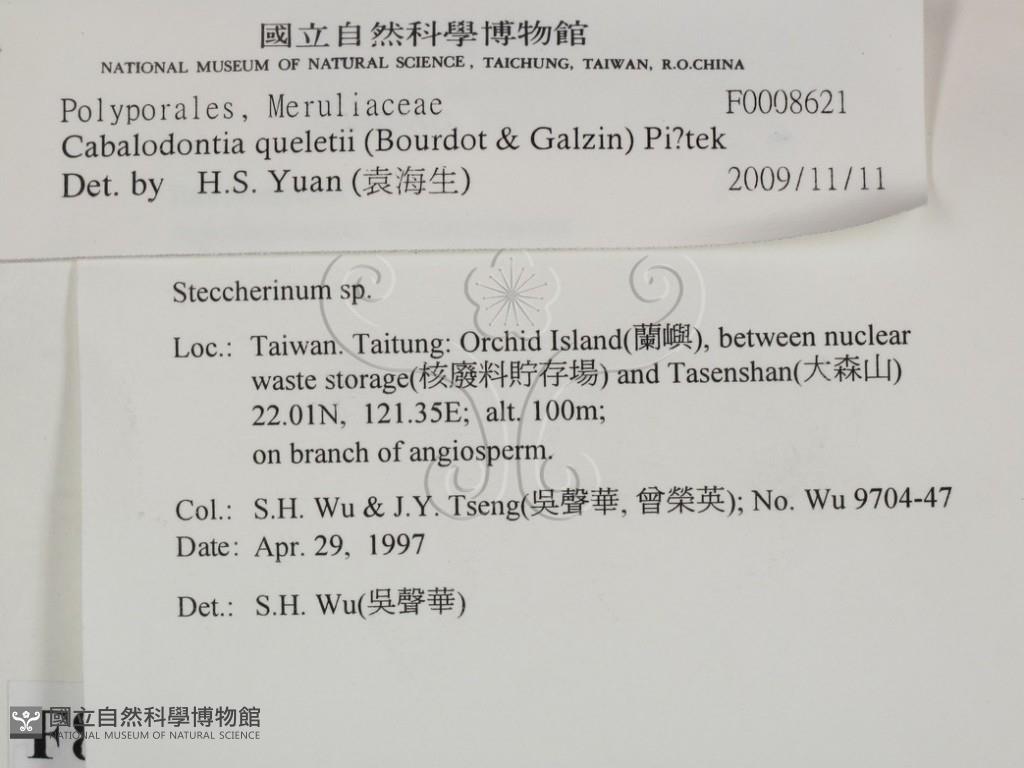 國立自然科學博物館
NATIONAL MUSEUM OF NATURAL SCIENCE, TAICHUNG, TAIWAN, R.O.CHINA
Polyporales, Meruliaceae F0008621
Cabalodontia queletii (Bourdot & Galzin) Pi?tek
Det. by H.S. Yuan (袁海生) 2009/11/11
Steccherinum sp.
Loc.: Taiwan. Taitung: Orchid Island(蘭嶼), between nuclear
waste storage(核廢料貯存場) and Tasenshan(大森山)
22.01N, 121.35E; alt. 100m;
on branch of angiosperm.
Col.: S.H. Wu & J.Y. Tseng(吳聲華, 曾榮英); No. Wu 9704-47
Date: Apr. 29, 1997
Det.: S.H. Wu(吳聲華)
國立自然科學博物館
NATIONAL MUSEUM OF NATURAL SCIENCE